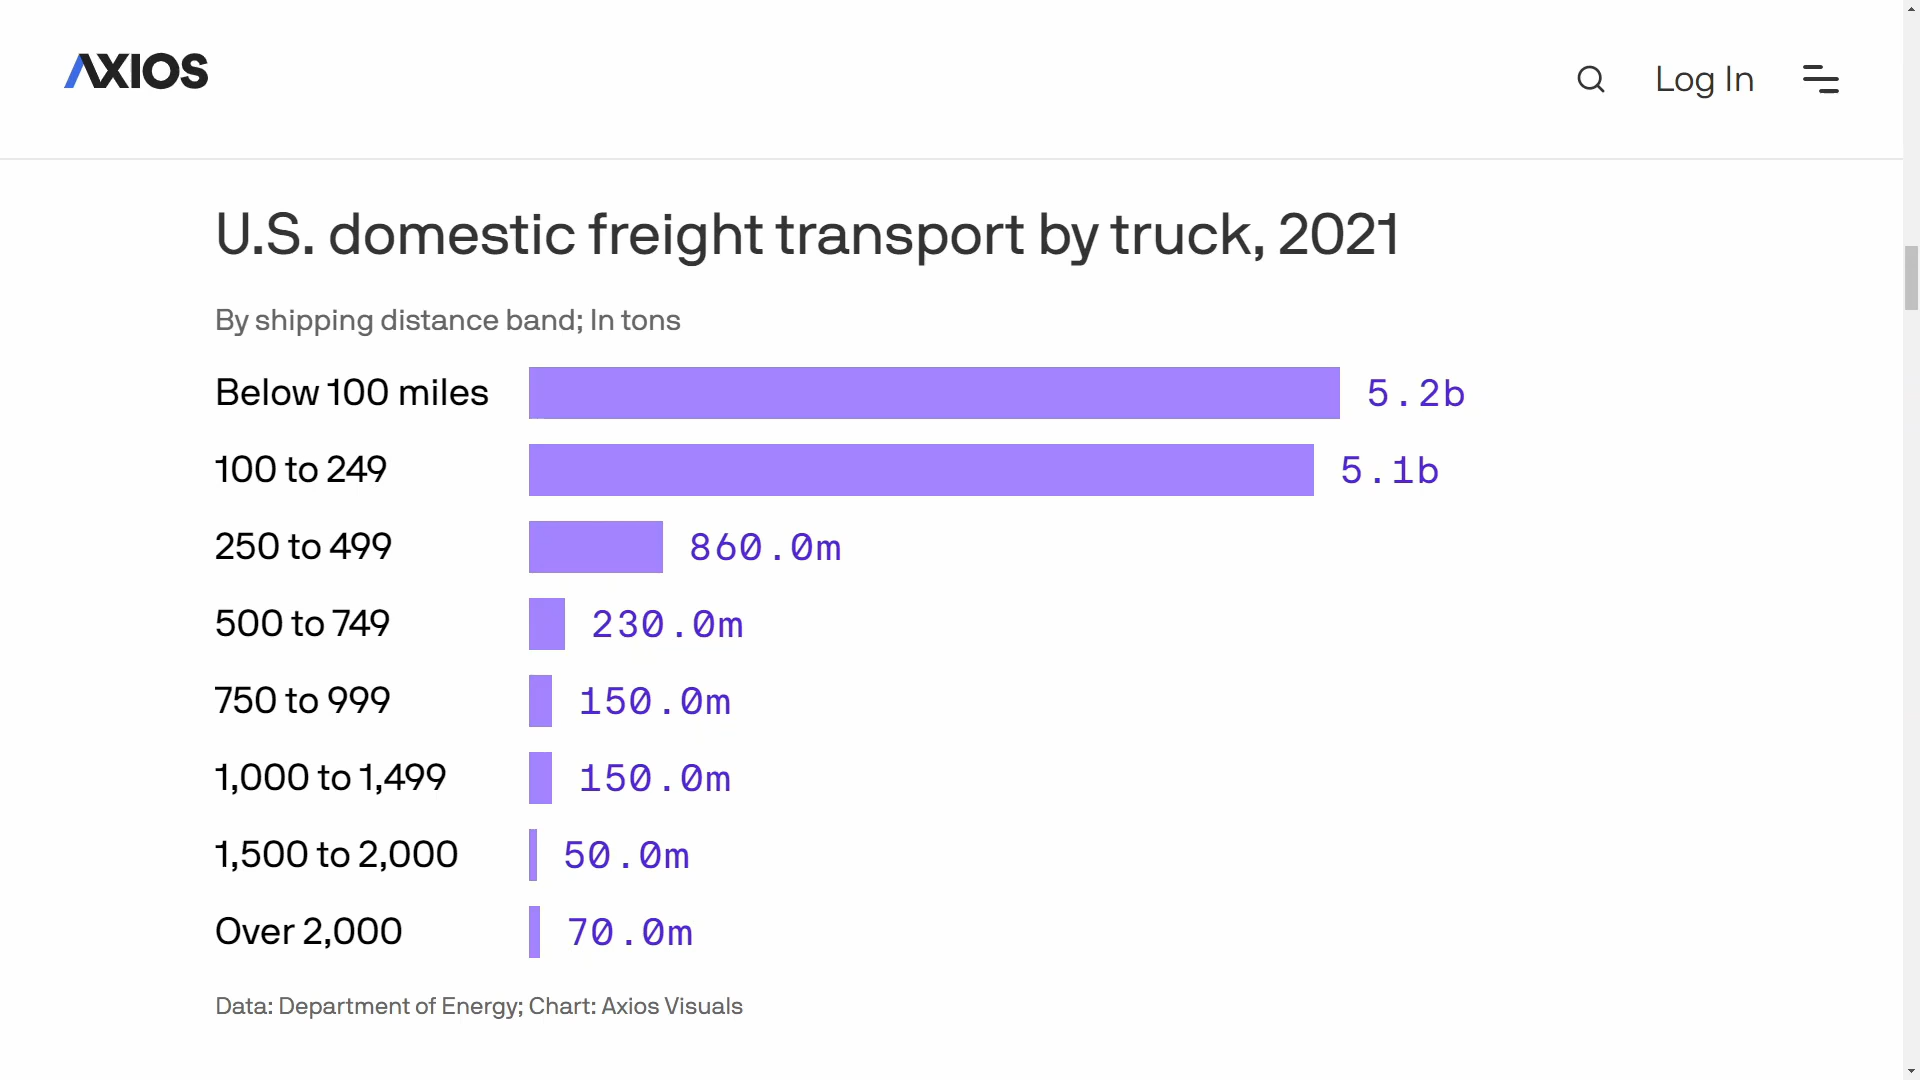 AXIOS
Log In
U.S. domestic freight transport by truck, 2021
By shipping distance band; In tons
Below 100 miles 5.2b
100 to 249 5.1b
250 to 499 860.0m
500 to 749 230.0m
750 to 999 150.0m
1,000 to 1,499 150.0m
1,500 to 2,000 50.0m
Over 2,000 70.0m
Data: Department of Energy; Chart: Axios Visuals